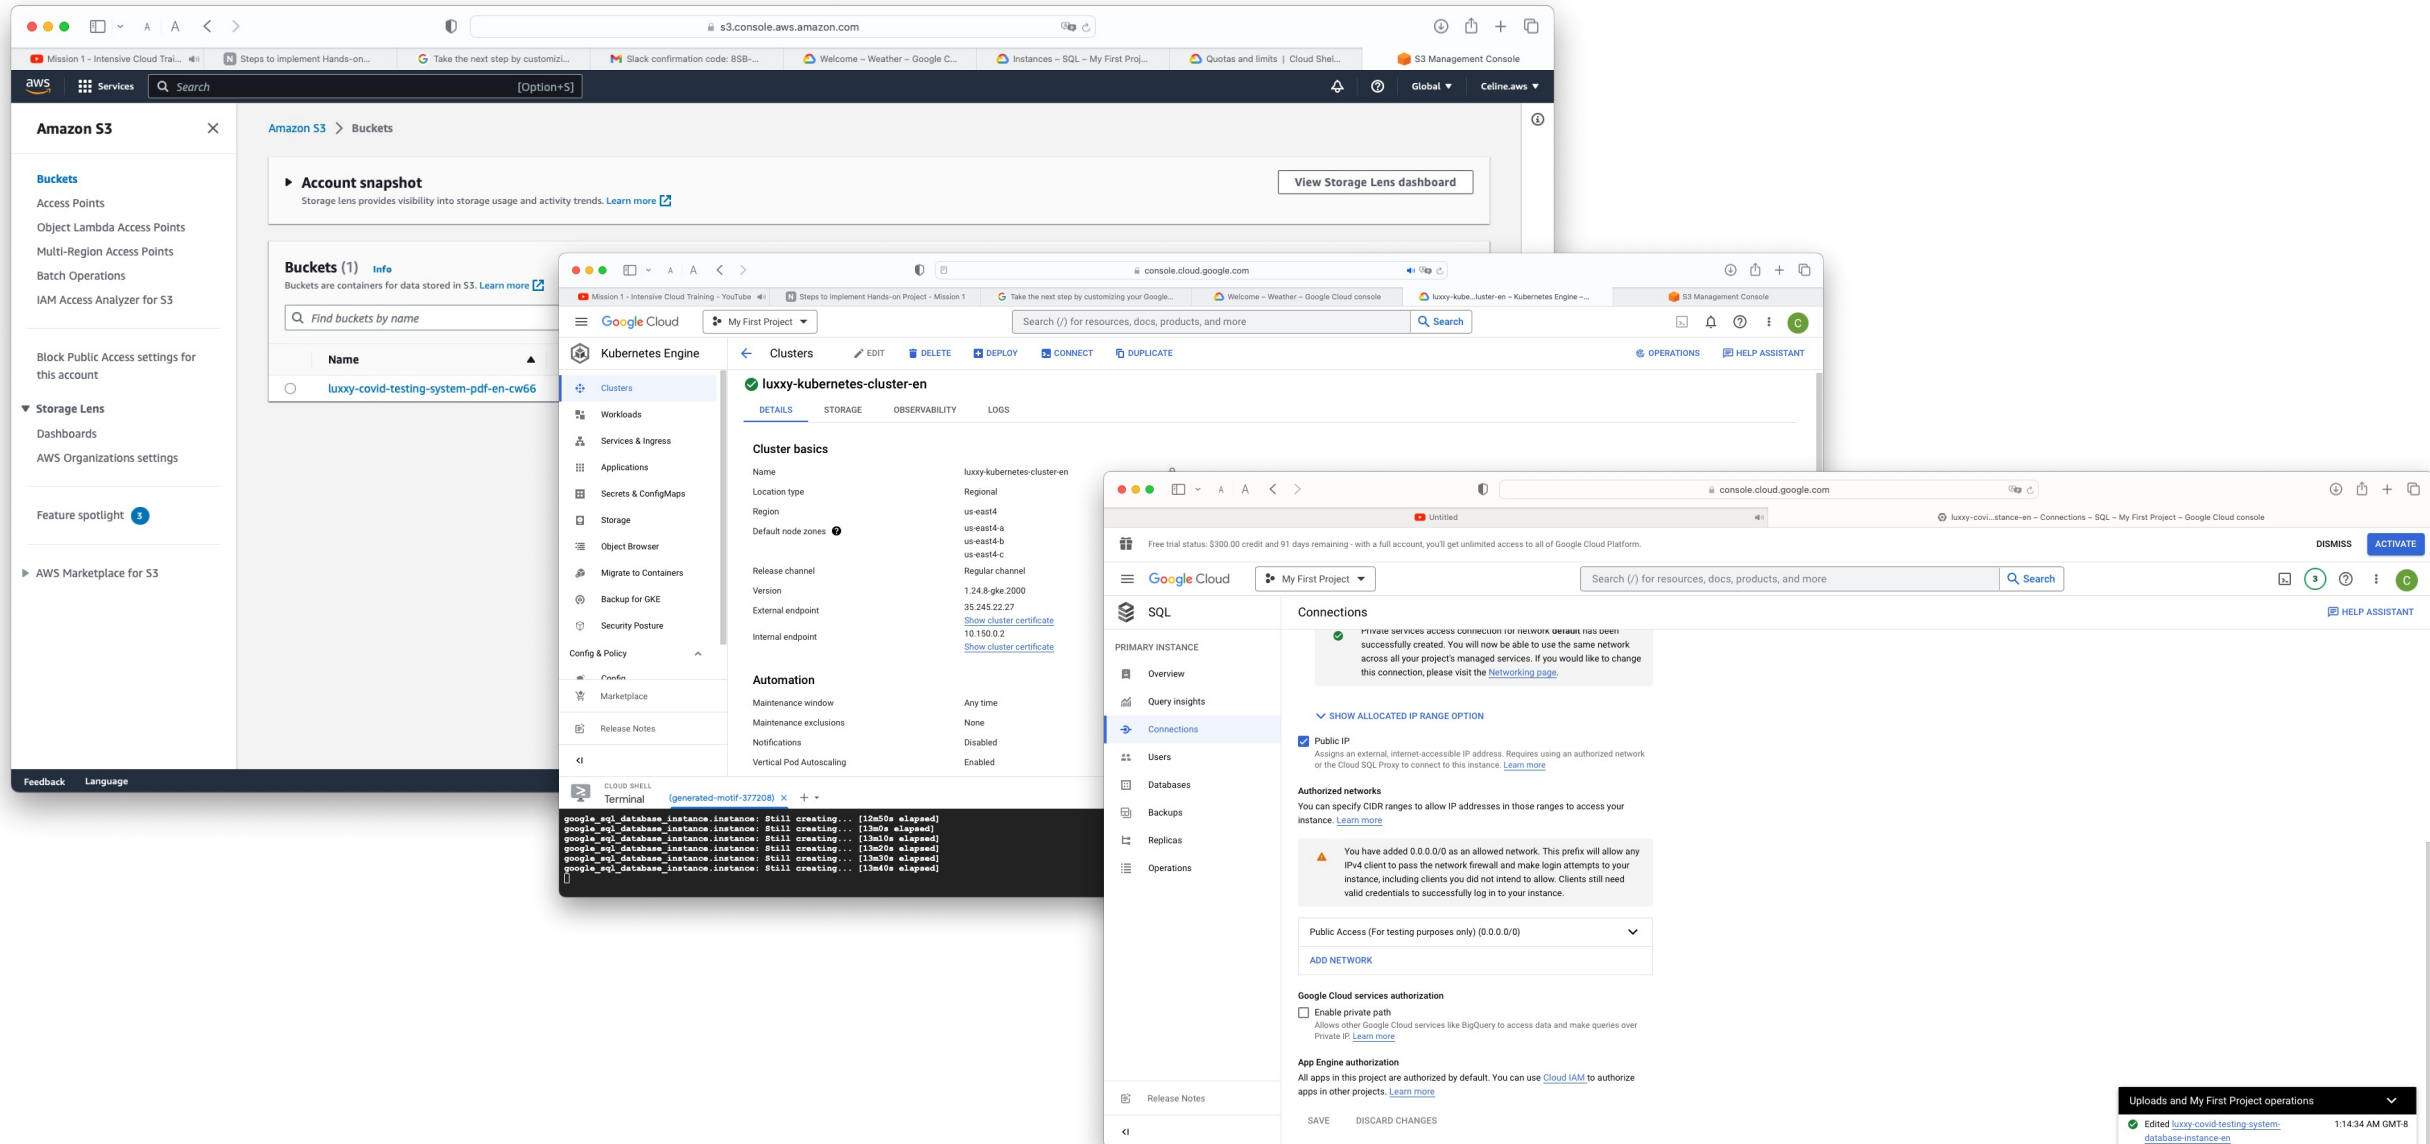 s3.console.aws.amazon.com
Mission 1 - Intensive Cloud Trai...
Steps to implement Hands-on...
Take the next step by customizi...
Slack confirmation code: 8SB-...
Welcome – Weather – Google C...
Instances – SQL – My First Proj...
Quotas and limits | Cloud Shel...
S3 Management Console
aws
Services
Search
[Option+S]
Global
Celine.aws
Amazon S3
Buckets
Access Points
Object Lambda Access Points
Multi-Region Access Points
Batch Operations
IAM Access Analyzer for S3
Block Public Access settings for
this account
Storage Lens
Dashboards
AWS Organizations settings
Feature spotlight 3
AWS Marketplace for S3
Feedback Language
Amazon S3 > Buckets
Account snapshot
Storage lens provides visibility into storage usage and activity trends. Learn more
View Storage Lens dashboard
Buckets (1) Info
Buckets are containers for data stored in S3. Learn more
Find buckets by name
Name
luxxy-covid-testing-system-pdf-en-cw66
console.cloud.google.com
Mission 1 - Intensive Cloud Training - YouTube
Steps to implement Hands-on Project - Mission 1
Take the next step by customizing your Google...
Welcome – Weather – Google Cloud console
luxxy-kube...luster-en – Kubernetes Engine –...
S3 Management Console
Google Cloud
My First Project
Search (/) for resources, docs, products, and more
Search
C
Kubernetes Engine
Clusters
EDIT
DELETE
DEPLOY
CONNECT
DUPLICATE
OPERATIONS
HELP ASSISTANT
Clusters
Workloads
Services & Ingress
Applications
Secrets & ConfigMaps
Storage
Object Browser
Migrate to Containers
Backup for GKE
Security Posture
Config & Policy
Config
Marketplace
Release Notes
luxxy-kubernetes-cluster-en
DETAILS STORAGE OBSERVABILITY LOGS
Cluster basics
Name luxxy-kubernetes-cluster-en
Location type Regional
Region us-east4
Default node zones us-east4-a
us-east4-b
us-east4-c
Release channel Regular channel
Version 1.24.8-gke.2000
External endpoint 35.245.22.27
Show cluster certificate
Internal endpoint 10.150.0.2
Show cluster certificate
Automation
Maintenance window Any time
Maintenance exclusions None
Notifications Disabled
Vertical Pod Autoscaling Enabled
CLOUD SHELL
Terminal
(generated-motif-377208)
google_sql_database_instance.instance: Still creating... [12m50s elapsed]
google_sql_database_instance.instance: Still creating... [13m0s elapsed]
google_sql_database_instance.instance: Still creating... [13m10s elapsed]
google_sql_database_instance.instance: Still creating... [13m20s elapsed]
google_sql_database_instance.instance: Still creating... [13m30s elapsed]
google_sql_database_instance.instance: Still creating... [13m40s elapsed]
console.cloud.google.com
Untitled
luxxy-covi...stance-en – Connections – SQL – My First Project – Google Cloud console
Free trial status: $300.00 credit and 91 days remaining - with a full account, you'll get unlimited access to all of Google Cloud Platform.
DISMISS
ACTIVATE
Google Cloud
My First Project
Search (/) for resources, docs, products, and more
Search
3
C
SQL
Connections
HELP ASSISTANT
PRIMARY INSTANCE
Overview
Query insights
Connections
Users
Databases
Backups
Replicas
Operations
Release Notes
Private services access connection for network default has been
successfully created. You will now be able to use the same network
across all your project's managed services. If you would like to change
this connection, please visit the Networking page.
SHOW ALLOCATED IP RANGE OPTION
Public IP
Assigns an external, internet-accessible IP address. Requires using an authorized network
or the Cloud SQL Proxy to connect to this instance. Learn more
Authorized networks
You can specify CIDR ranges to allow IP addresses in those ranges to access your
instance. Learn more
You have added 0.0.0.0/0 as an allowed network. This prefix will allow any
IPv4 client to pass the network firewall and make login attempts to your
instance, including clients you did not intend to allow. Clients still need
valid credentials to successfully log in to your instance.
Public Access (For testing purposes only) (0.0.0.0/0)
ADD NETWORK
Google Cloud services authorization
Enable private path
Allows other Google Cloud services like BigQuery to access data and make queries over
Private IP. Learn more
App Engine authorization
All apps in this project are authorized by default. You can use Cloud IAM to authorize
apps in other projects. Learn more
SAVE DISCARD CHANGES
Uploads and My First Project operations
Edited luxxy-covid-testing-system- 1:14:34 AM GMT-8
database-instance-en